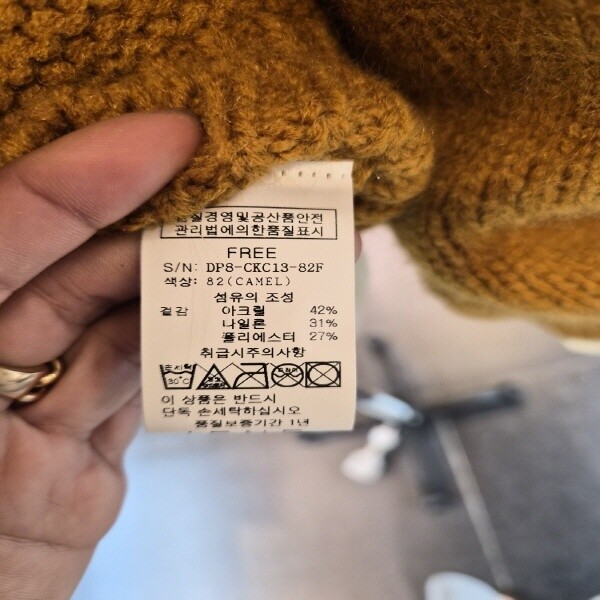 품질경영및공산품안전
관리법에의한품질표시
FREE
S/N: DP8-CKC13-82F
색상: 82(CAMEL)
섬유의 조성
겉감 아크릴 42%
나일론 31%
폴리에스터 27%
취급시주의사항
30°C
이 상품은 반드시
단독 손세탁하십시오
품질보증기간 1년